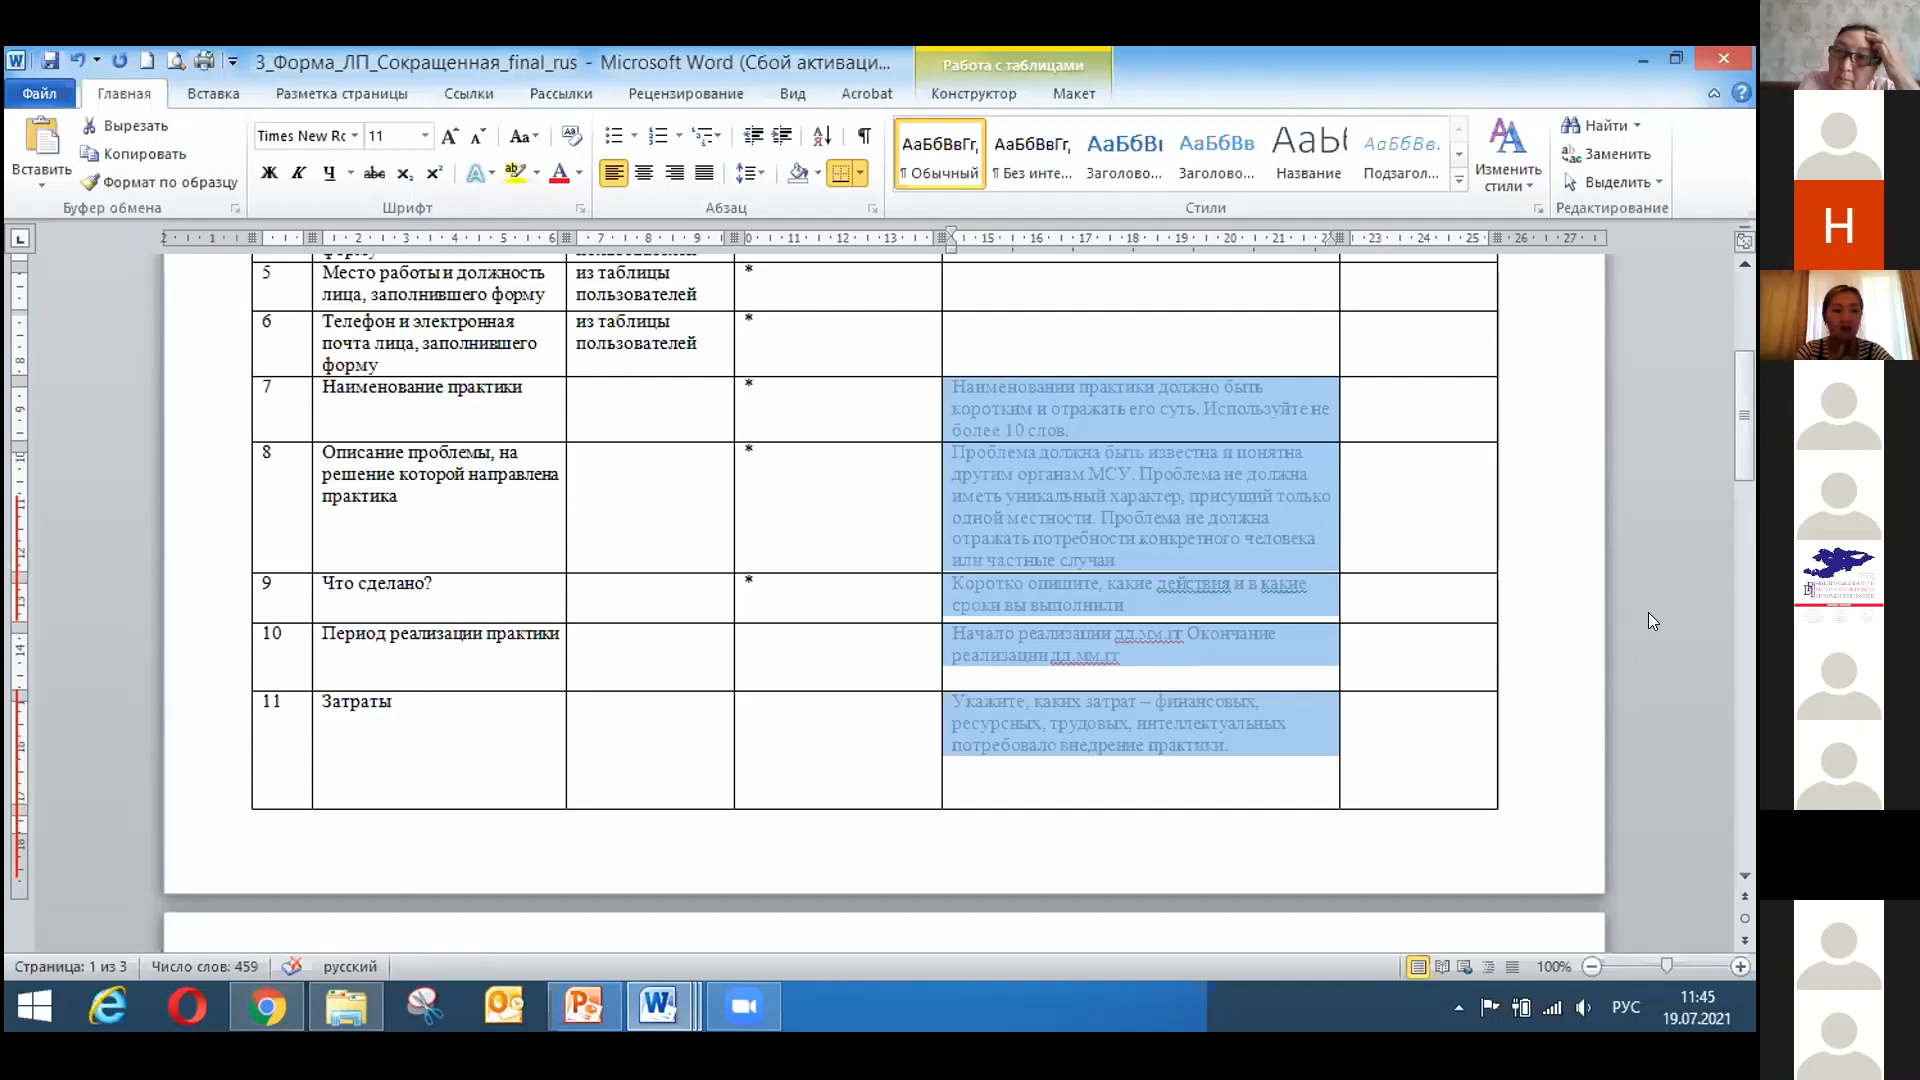 3_Форма_ЛП_Сокращенная_final_rus - Microsoft Word (Сбой активаци...
Работа с таблицами
Файл
Главная
Вставка
Разметка страницы
Ссылки
Рассылки
Рецензирование
Вид
Acrobat
Конструктор
Макет
Вставить
Вырезать
Копировать
Формат по образцу
Буфер обмена
Times New Rc
11
Ж К Ч abc x₂ x²
Шрифт
Абзац
АаБбВвГг,
¶ Обычный
АаБбВвГг,
¶ Без инте...
АаБбВı
Заголово...
АаБбВв
Заголово...
Название
АаБбВв.
Подзагол...
Стили
Изменить
стили
Найти
Заменить
Выделить
Редактирование
5
Место работы и должность
лица, заполнившего форму
из таблицы
пользователей
*
6
Телефон и электронная
почта лица, заполнившего
форму
из таблицы
пользователей
*
7
Наименование практики
*
Наименовании практики должно быть
коротким и отражать его суть. Используйте не
более 10 слов.
8
Описание проблемы, на
решение которой направлена
практика
*
Проблема должна быть известна и понятна
другим органам МСУ. Проблема не должна
иметь уникальный характер, присущий только
одной местности. Проблема не должна
отражать потребности конкретного человека
или частные случаи
9
Что сделано?
*
Коротко опишите, какие действия и в какие
сроки вы выполнили
10
Период реализации практики
Начало реализации дд.мм.гг Окончание
реализации дд.мм.гг
11
Затраты
Укажите, каких затрат – финансовых,
ресурсных, трудовых, интеллектуальных
потребовало внедрение практики.
Страница: 1 из 3
Число слов: 459
русский
100%
РУС
11:45
19.07.2021
Н